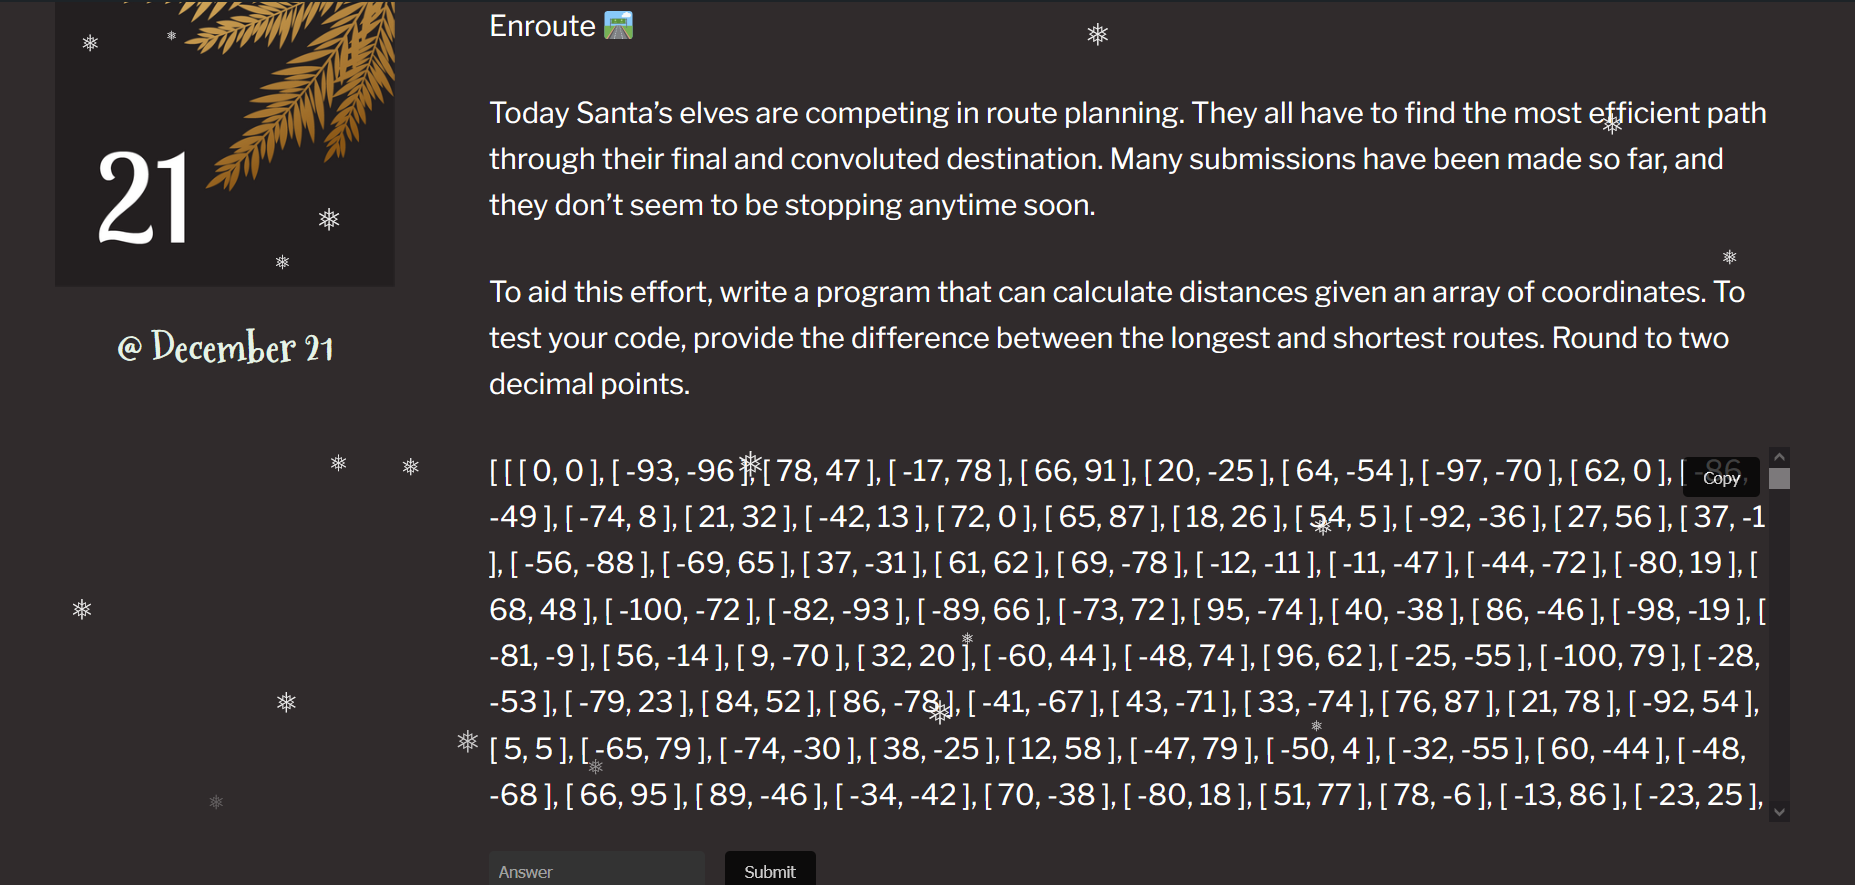 Enroute
21
@ December 21
Today Santa's elves are competing in route planning. They all have to find the most efficient path
through their final and convoluted destination. Many submissions have been made so far, and
they don't seem to be stopping anytime soon.
To aid this effort, write a program that can calculate distances given an array of coordinates. To
test your code, provide the difference between the longest and shortest routes. Round to two
decimal points.
[ [ [ 0, 0 ], [ -93, -96 ], [ 78, 47 ], [ -17, 78 ], [ 66, 91 ], [ 20, -25 ], [ 64, -54 ], [ -97, -70 ], [ 62, 0 ], [ -86,
Copy
-49 ], [ -74, 8 ], [ 21, 32 ], [ -42, 13 ], [ 72, 0 ], [ 65, 87 ], [ 18, 26 ], [ 54, 5 ], [ -92, -36 ], [ 27, 56 ], [ 37, -1
], [ -56, -88 ], [ -69, 65 ], [ 37, -31 ], [ 61, 62 ], [ 69, -78 ], [ -12, -11 ], [ -11, -47 ], [ -44, -72 ], [ -80, 19 ], [
68, 48 ], [ -100, -72 ], [ -82, -93 ], [ -89, 66 ], [ -73, 72 ], [ 95, -74 ], [ 40, -38 ], [ 86, -46 ], [ -98, -19 ], [
-81, -9 ], [ 56, -14 ], [ 9, -70 ], [ 32, 20 ], [ -60, 44 ], [ -48, 74 ], [ 96, 62 ], [ -25, -55 ], [ -100, 79 ], [ -28,
-53 ], [ -79, 23 ], [ 84, 52 ], [ 86, -78 ], [ -41, -67 ], [ 43, -71 ], [ 33, -74 ], [ 76, 87 ], [ 21, 78 ], [ -92, 54 ],
[ 5, 5 ], [ -65, 79 ], [ -74, -30 ], [ 38, -25 ], [ 12, 58 ], [ -47, 79 ], [ -50, 4 ], [ -32, -55 ], [ 60, -44 ], [ -48,
-68 ], [ 66, 95 ], [ 89, -46 ], [ -34, -42 ], [ 70, -38 ], [ -80, 18 ], [ 51, 77 ], [ 78, -6 ], [ -13, 86 ], [ -23, 25 ],
Answer
Submit